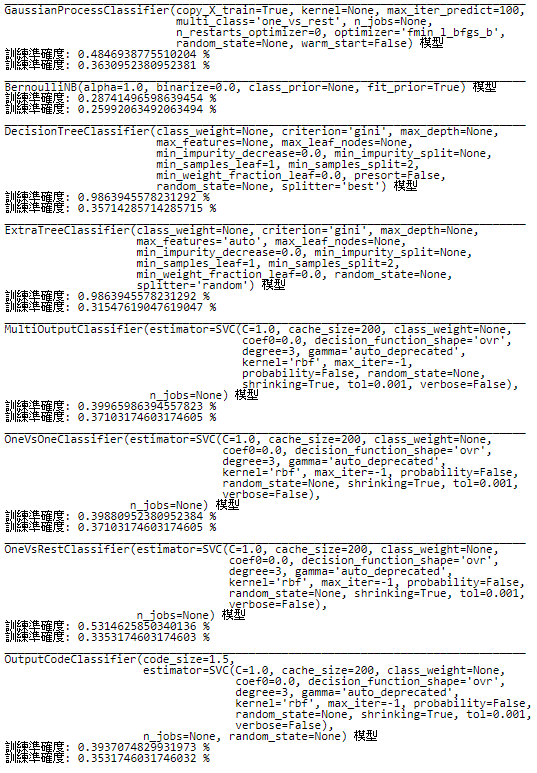 GaussianProcessClassifier(copy_X_train=True, kernel=None, max_iter_predict=100,
multi_class='one_vs_rest', n_jobs=None,
n_restarts_optimizer=0, optimizer='fmin_l_bfgs_b',
random_state=None, warm_start=False) 模型
訓練準確度: 0.4846938775510204 %
訓練準確度: 0.3630952380952381 %
BernoulliNB(alpha=1.0, binarize=0.0, class_prior=None, fit_prior=True) 模型
訓練準確度: 0.28741496598639454 %
訓練準確度: 0.25992063492063494 %
DecisionTreeClassifier(class_weight=None, criterion='gini', max_depth=None,
max_features=None, max_leaf_nodes=None,
min_impurity_decrease=0.0, min_impurity_split=None,
min_samples_leaf=1, min_samples_split=2,
min_weight_fraction_leaf=0.0, presort=False,
random_state=None, splitter='best') 模型
訓練準確度: 0.9863945578231292 %
訓練準確度: 0.35714285714285715 %
ExtraTreeClassifier(class_weight=None, criterion='gini', max_depth=None,
max_features='auto', max_leaf_nodes=None,
min_impurity_decrease=0.0, min_impurity_split=None,
min_samples_leaf=1, min_samples_split=2,
min_weight_fraction_leaf=0.0, random_state=None,
splitter='random') 模型
訓練準確度: 0.9863945578231292 %
訓練準確度: 0.31547619047619047 %
MultiOutputClassifier(estimator=SVC(C=1.0, cache_size=200, class_weight=None,
coef0=0.0, decision_function_shape='ovr',
degree=3, gamma='auto_deprecated',
kernel='rbf', max_iter=-1,
probability=False, random_state=None,
shrinking=True, tol=0.001, verbose=False),
n_jobs=None) 模型
訓練準確度: 0.39965986394557823 %
訓練準確度: 0.37103174603174605 %
OneVsOneClassifier(estimator=SVC(C=1.0, cache_size=200, class_weight=None,
coef0=0.0, decision_function_shape='ovr',
degree=3, gamma='auto_deprecated',
kernel='rbf', max_iter=-1, probability=False,
random_state=None, shrinking=True, tol=0.001,
verbose=False),
n_jobs=None) 模型
訓練準確度: 0.39880952380952384 %
訓練準確度: 0.37103174603174605 %
OneVsRestClassifier(estimator=SVC(C=1.0, cache_size=200, class_weight=None,
coef0=0.0, decision_function_shape='ovr',
degree=3, gamma='auto_deprecated',
kernel='rbf', max_iter=-1, probability=False,
random_state=None, shrinking=True, tol=0.001,
verbose=False),
n_jobs=None) 模型
訓練準確度: 0.5314625850340136 %
訓練準確度: 0.3353174603174603 %
OutputCodeClassifier(code_size=1.5,
estimator=SVC(C=1.0, cache_size=200, class_weight=None,
coef0=0.0, decision_function_shape='ovr',
degree=3, gamma='auto_deprecated',
kernel='rbf', max_iter=-1, probability=False,
random_state=None, shrinking=True, tol=0.001,
verbose=False),
n_jobs=None, random_state=None) 模型
訓練準確度: 0.3937074829931973 %
訓練準確度: 0.3531746031746032 %